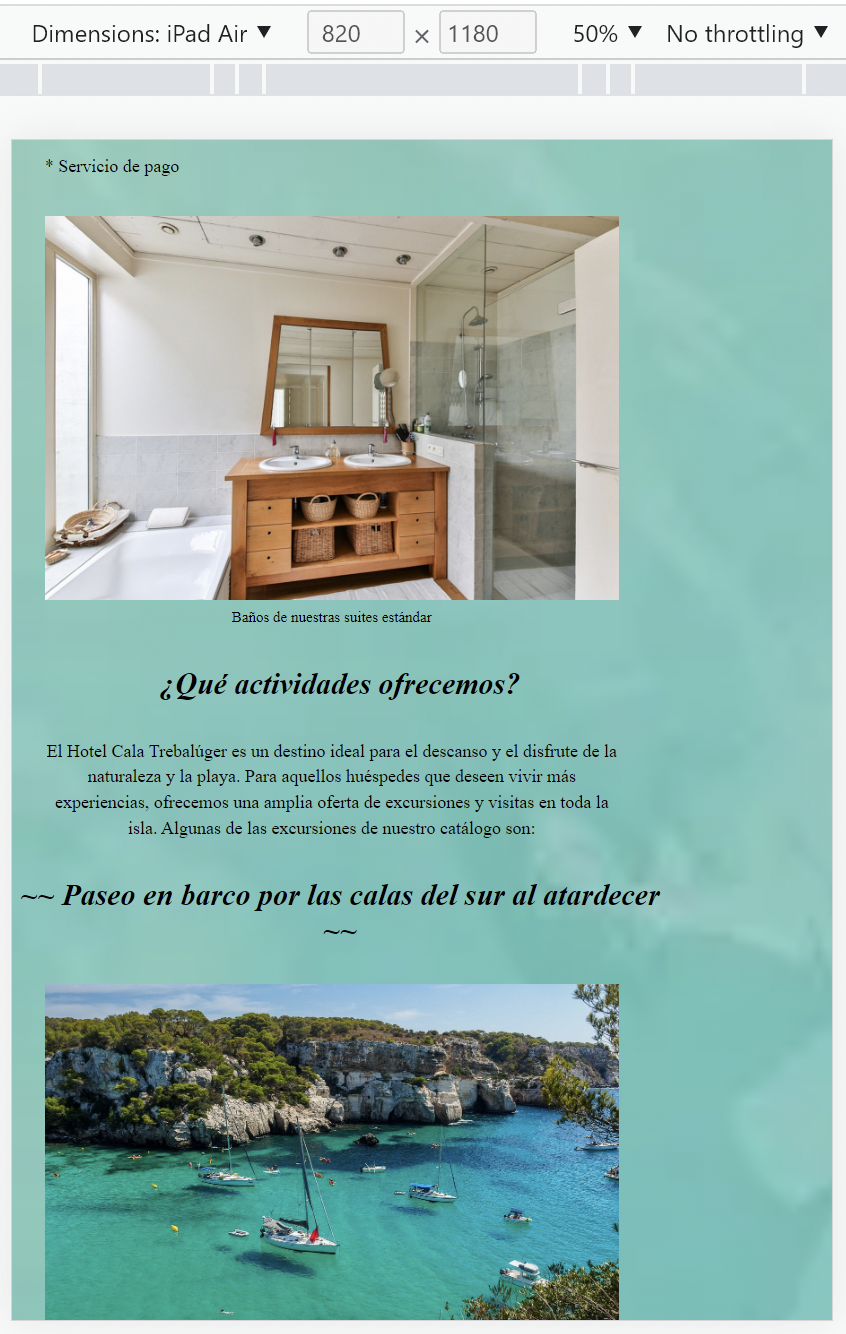 Dimensions: iPad Air ▼ 820 × 1180 50% ▼ No throttling ▼
* Servicio de pago
Baños de nuestras suites estándar
¿Qué actividades ofrecemos?
El Hotel Cala Trebalúger es un destino ideal para el descanso y el disfrute de la
naturaleza y la playa. Para aquellos huéspedes que deseen vivir más
experiencias, ofrecemos una amplia oferta de excursiones y visitas en toda la
isla. Algunas de las excursiones de nuestro catálogo son:
~~ Paseo en barco por las calas del sur al atardecer
~~